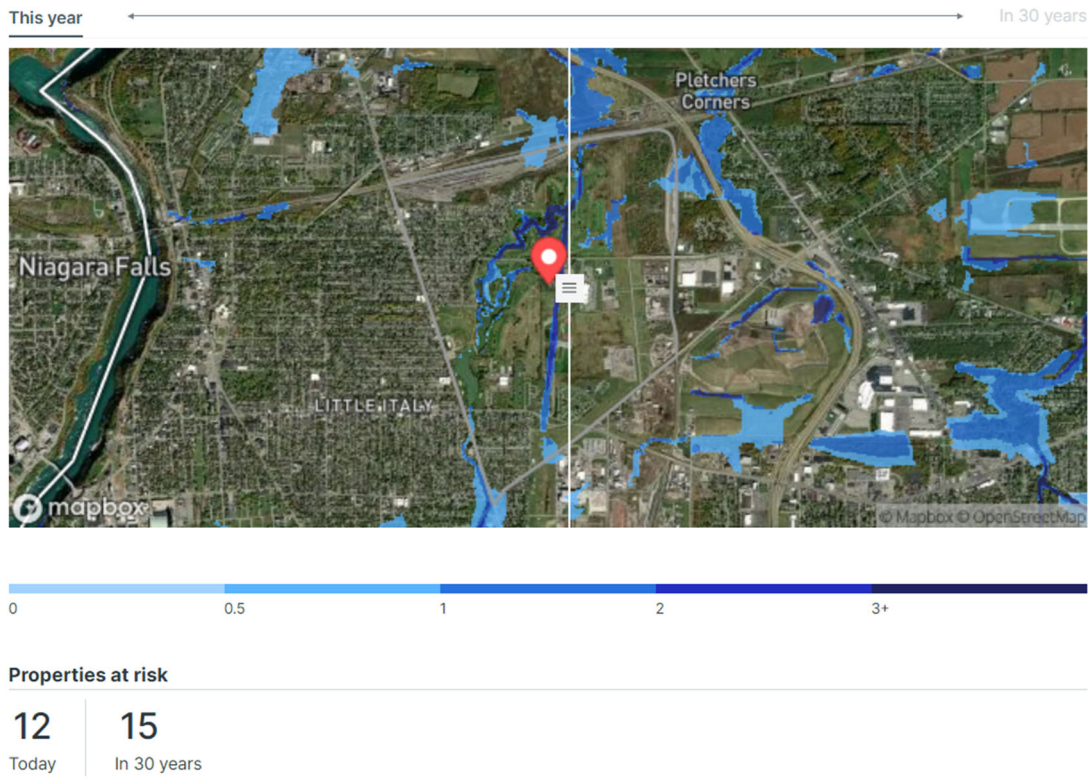 This year
In 30 years
Pletchers
Corners
Niagara Falls
LITTLE ITALY
mapbox
© Mapbox © OpenStreetMap
0 0.5 1 2 3+
Properties at risk
12 15
Today In 30 years